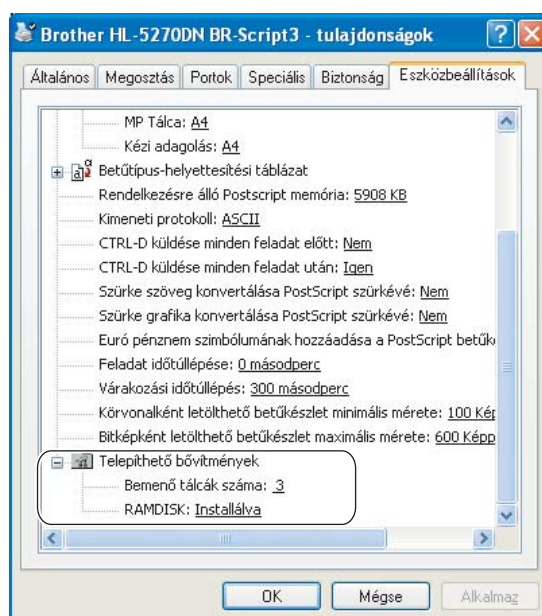 Brother HL-5270DN BR-Script3 - tulajdonságok
Általános Megosztás Portok Speciális Biztonság Eszközbeállítások
MP Tálca: A4
Kézi adagolás: A4
Betűtípus-helyettesítési táblázat
Rendelkezésre álló Postscript memória: 5908 KB
Kimeneti protokoll: ASCII
CTRL-D küldése minden feladat előtt: Nem
CTRL-D küldése minden feladat után: Igen
Szürke szöveg konvertálása PostScript szürkévé: Nem
Szürke grafika konvertálása PostScript szürkévé: Nem
Euró pénznem szimbólumának hozzáadása a PostScript betűk
Feladat időtúllépése: 0 másodperc
Várakozási időtúllépés: 300 másodperc
Körvonalként letölthető betűkészlet minimális mérete: 100 Kép
Bitképként letölthető betűkészlet maximális mérete: 600 Képp
Telepíthető bővítmények
Bemenő tálcák száma: 3
RAMDISK: Installálva
OK Mégse Alkalmaz